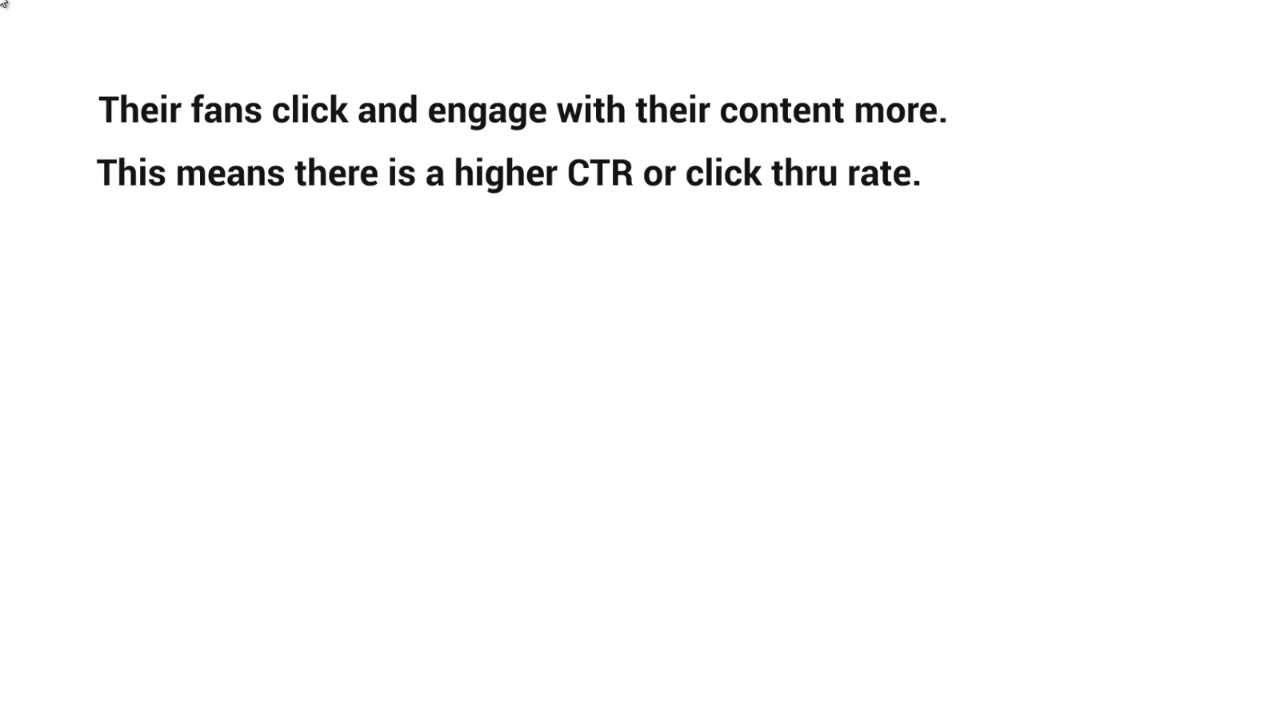 Their fans click and engage with their content more.
This means there is a higher CTR or click thru rate.